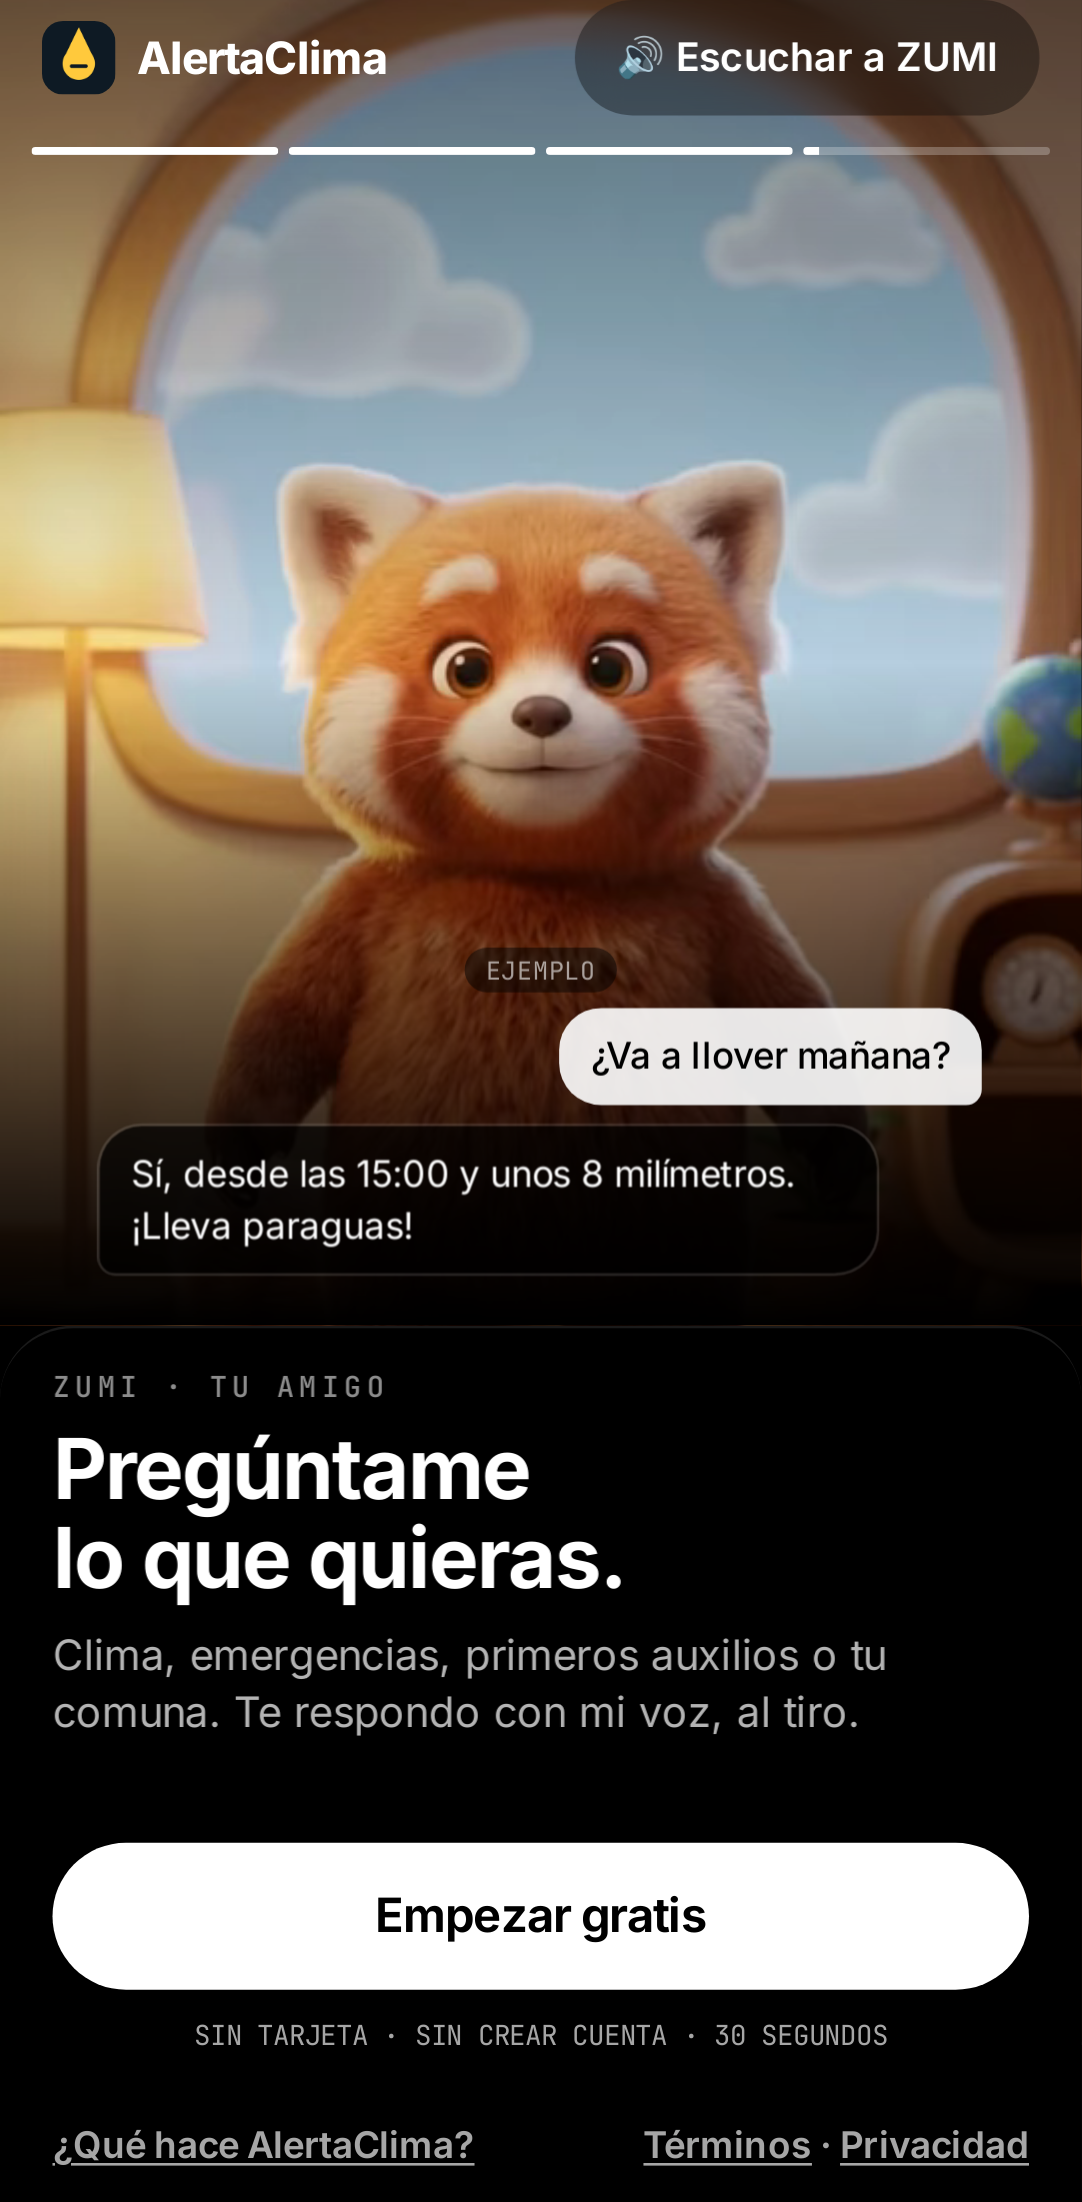 AlertaClima
🔊 Escuchar a ZUMI
EJEMPLO
¿Va a llover mañana?
Sí, desde las 15:00 y unos 8 milímetros.
¡Lleva paraguas!
ZUMI · TU AMIGO
Pregúntame
lo que quieras.
Clima, emergencias, primeros auxilios o tu
comuna. Te respondo con mi voz, al tiro.
Empezar gratis
SIN TARJETA · SIN CREAR CUENTA · 30 SEGUNDOS
¿Qué hace AlertaClima?
Términos · Privacidad